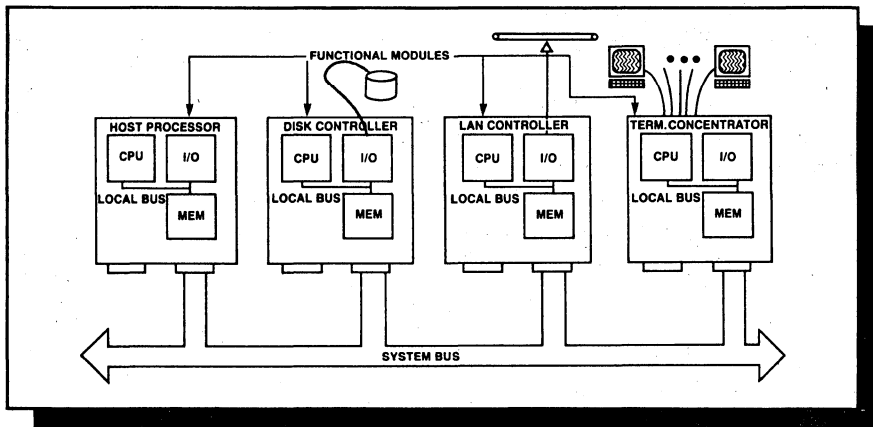 FUNCTIONAL MODULES
HOST PROCESSOR
CPU
I/O
LOCAL BUS
MEM
DISK CONTROLLER
CPU
I/O
LOCAL BUS
MEM
LAN CONTROLLER
CPU
I/O
LOCAL BUS
MEM
TERM.CONCENTRATOR
CPU
I/O
LOCAL BUS
MEM
SYSTEM BUS